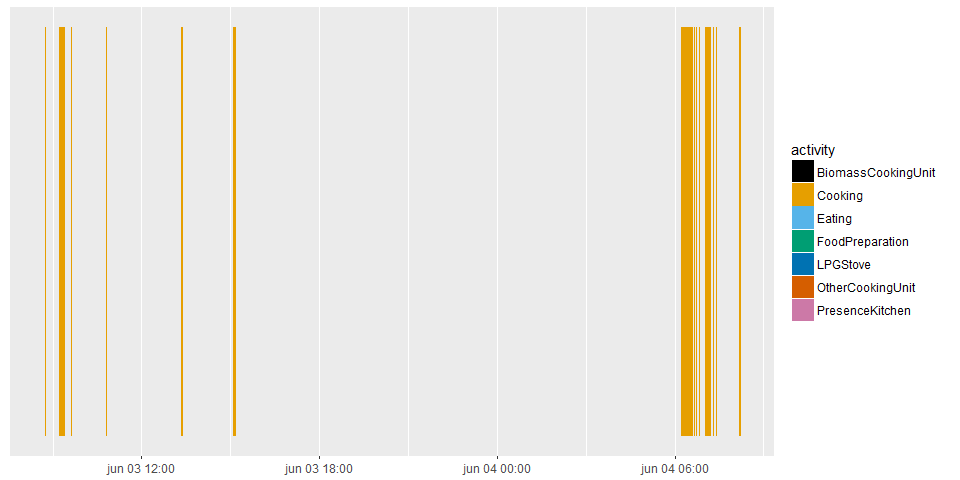 activity
BiomassCookingUnit
Cooking
Eating
FoodPreparation
LPGStove
OtherCookingUnit
PresenceKitchen
jun 03 12:00 jun 03 18:00 jun 04 00:00 jun 04 06:00